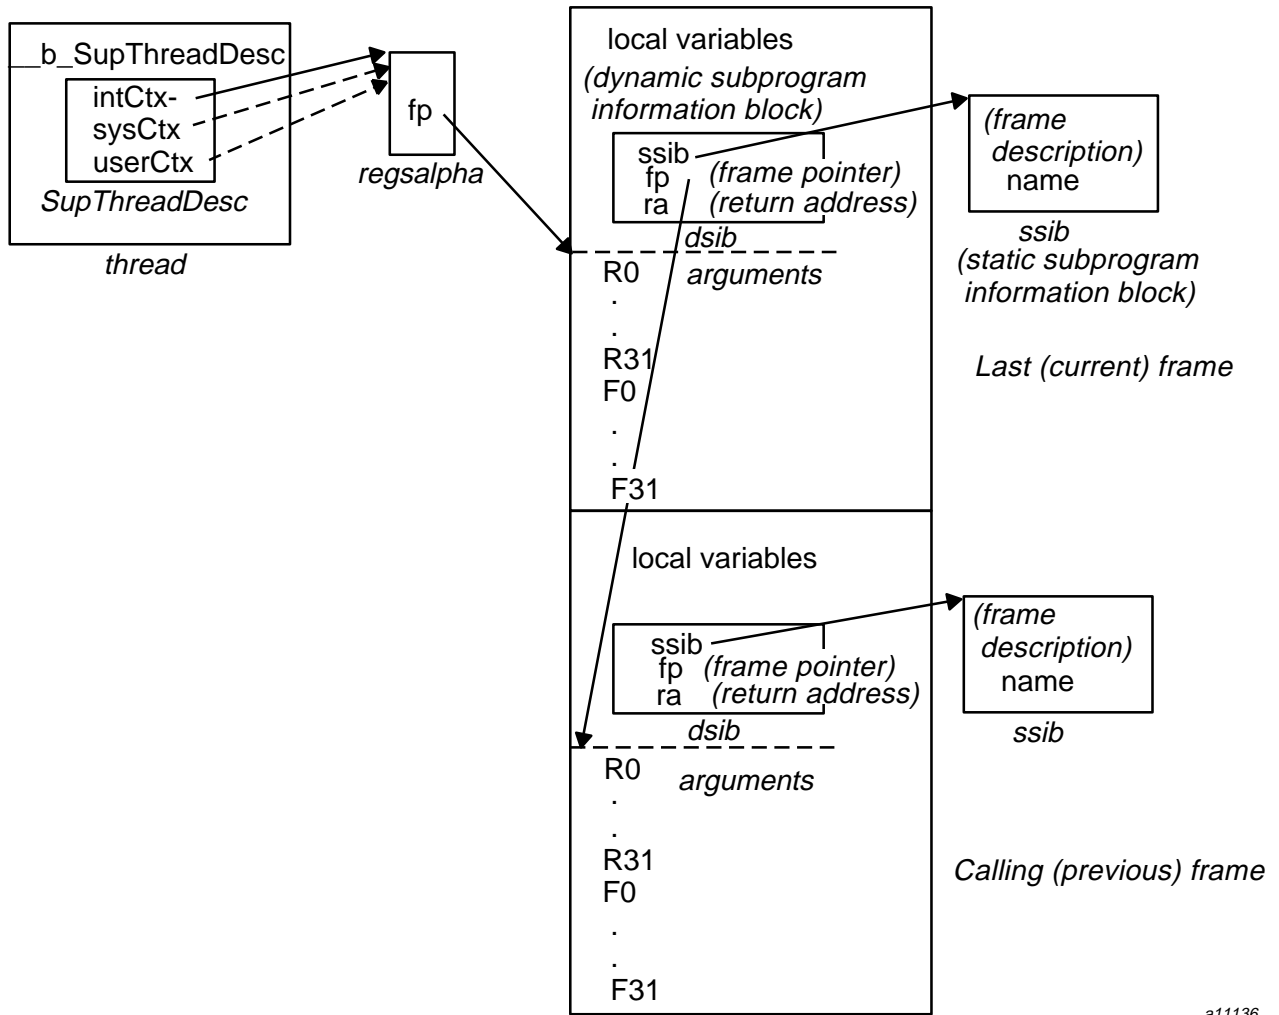 __b_SupThreadDesc
intCtx-
sysCtx
userCtx
SupThreadDesc
thread
fp
regsalpha
local variables
(dynamic subprogram
information block)
ssib
fp (frame pointer)
ra (return address)
dsib
arguments
R0
.
.
R31
F0
.
.
F31
(frame
description)
name
ssib
(static subprogram
information block)
Last (current) frame
local variables
ssib
fp (frame pointer)
ra (return address)
dsib
arguments
R0
.
.
R31
F0
.
.
F31
(frame
description)
name
ssib
Calling (previous) frame
a11136